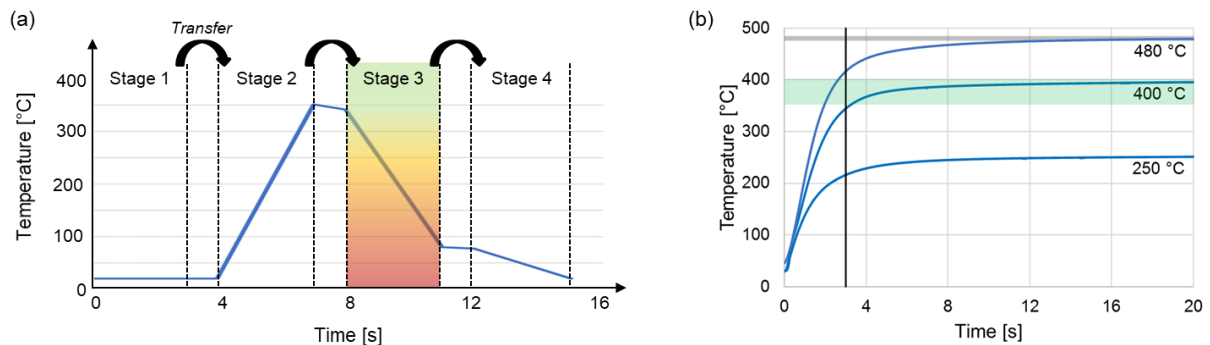 (a)
Transfer
Stage 1
Stage 2
Stage 3
Stage 4
Temperature [°C]
400
300
200
100
0
0
4
8
12
16
Time [s]
(b)
Temperature [°C]
500
400
300
200
100
0
480 °C
400 °C
250 °C
0
4
8
12
16
20
Time [s]